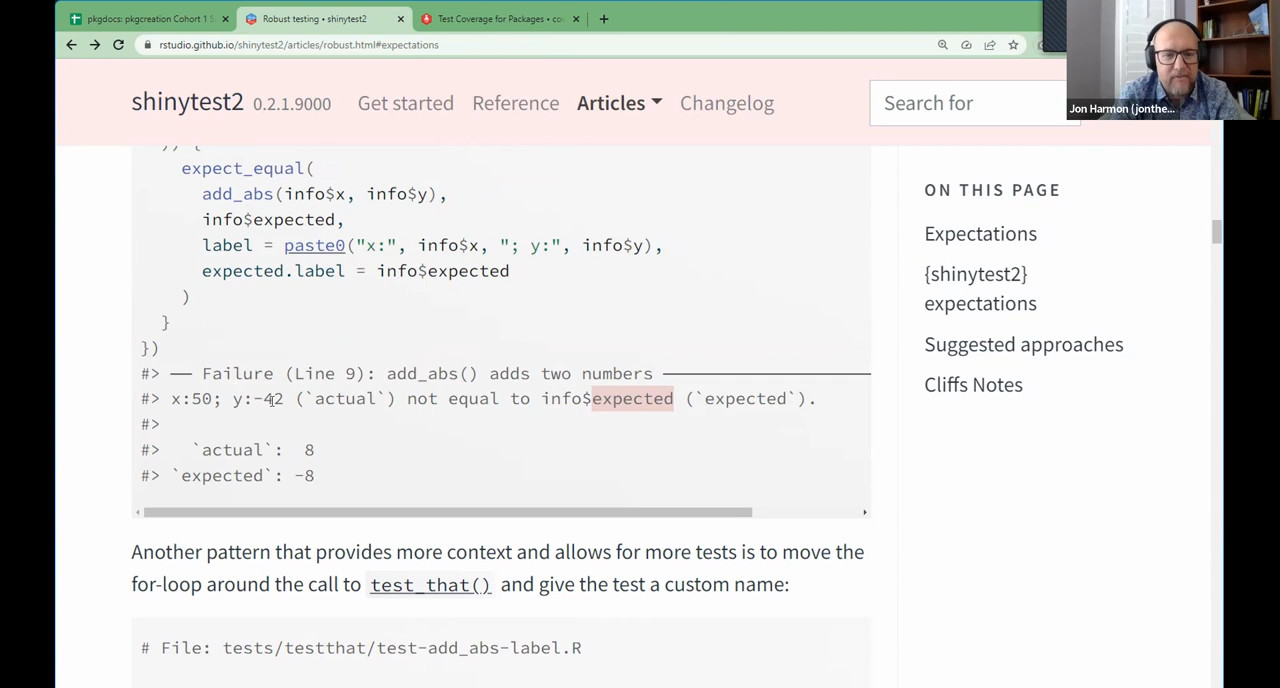 pkgdocs: pkgcreation Cohort 1 S
Robust testing • shinytest2
Test Coverage for Packages • co
rstudio.github.io/shinytest2/articles/robust.html#expectations
Jon Harmon (jonthe...
shinytest2 0.2.1.9000 Get started Reference Articles Changelog
Search for
expect_equal(
add_abs(info$x, info$y),
info$expected,
label = paste0("x:", info$x, "; y:", info$y),
expected.label = info$expected
)
}
})
#> ── Failure (Line 9): add_abs() adds two numbers ──────────
#> x:50; y:-42 (`actual`) not equal to info$expected (`expected`).
#>
#> `actual`: 8
#> `expected`: -8
Another pattern that provides more context and allows for more tests is to move the
for-loop around the call to test_that() and give the test a custom name:
# File: tests/testthat/test-add_abs-label.R
ON THIS PAGE
Expectations
{shinytest2}
expectations
Suggested approaches
Cliffs Notes